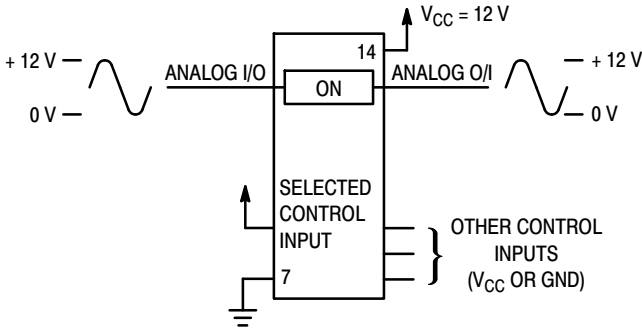 VCC = 12 V
14
+ 12 V
0 V
ANALOG I/O
ON
ANALOG O/I
+ 12 V
0 V
SELECTED
CONTROL
INPUT
7
OTHER CONTROL
INPUTS
(VCC OR GND)